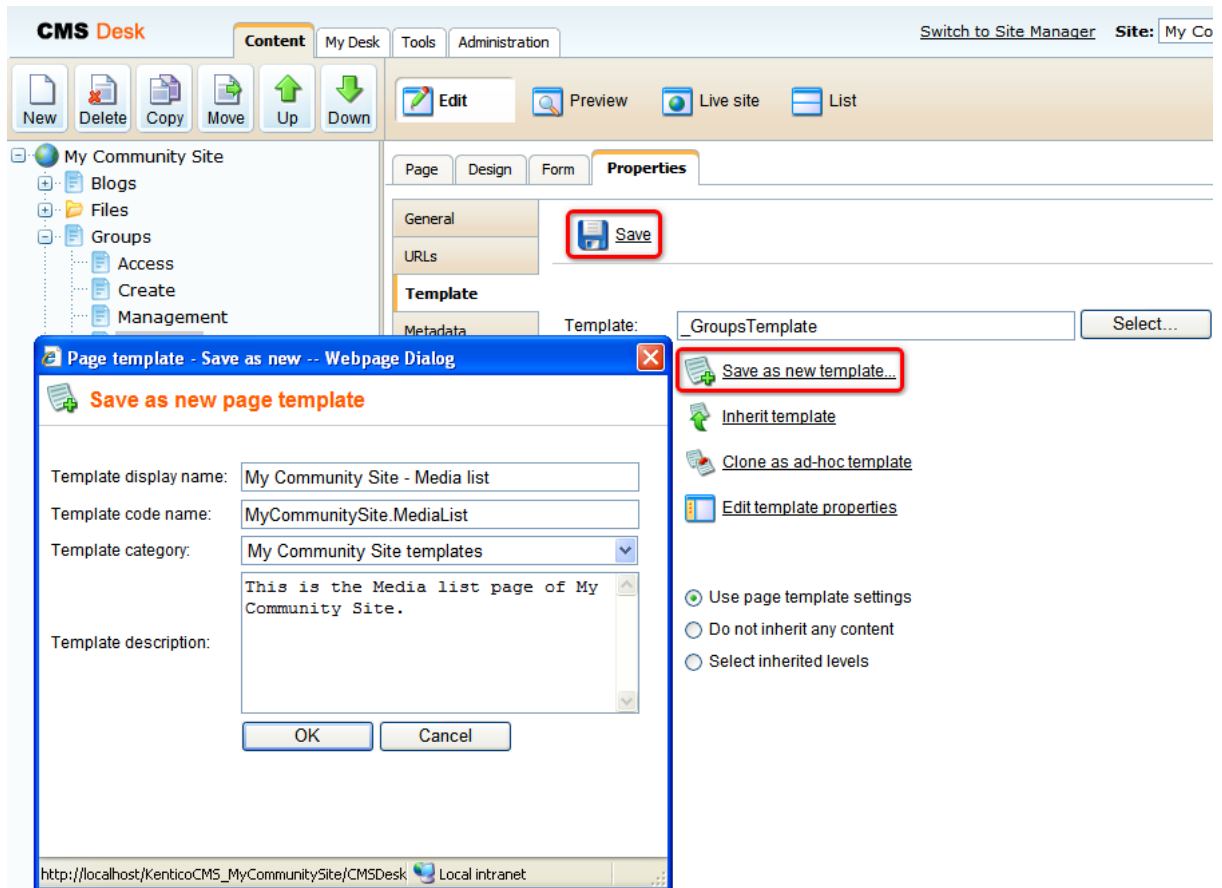 CMS Desk
Content
My Desk
Tools
Administration
Switch to Site Manager
Site: My Co
New
Delete
Copy
Move
Up
Down
Edit
Preview
Live site
List
My Community Site
Blogs
Files
Groups
Access
Create
Management
Page
Design
Form
Properties
General
URLs
Template
Metadata
Save
Template: _GroupsTemplate Select...
Save as new template...
Inherit template
Clone as ad-hoc template
Edit template properties
Use page template settings
Do not inherit any content
Select inherited levels
Page template - Save as new -- Webpage Dialog
Save as new page template
Template display name: My Community Site - Media list
Template code name: MyCommunitySite.MediaList
Template category: My Community Site templates
Template description:
This is the Media list page of My
Community Site.
OK
Cancel
http://localhost/KenticoCMS_MyCommunitySite/CMSDesk
Local intranet